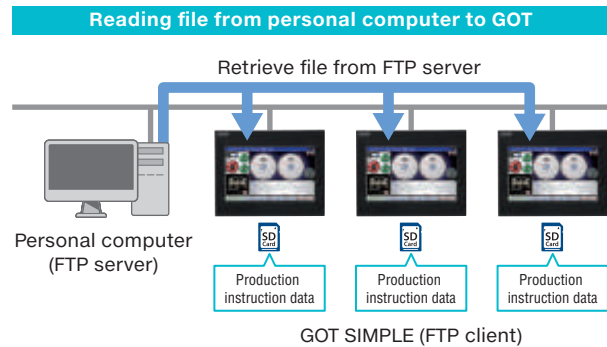 Reading file from personal computer to GOT
Retrieve file from FTP server
Personal computer
(FTP server)
SD
Card
SD
Card
SD
Card
Production
instruction data
Production
instruction data
Production
instruction data
GOT SIMPLE (FTP client)